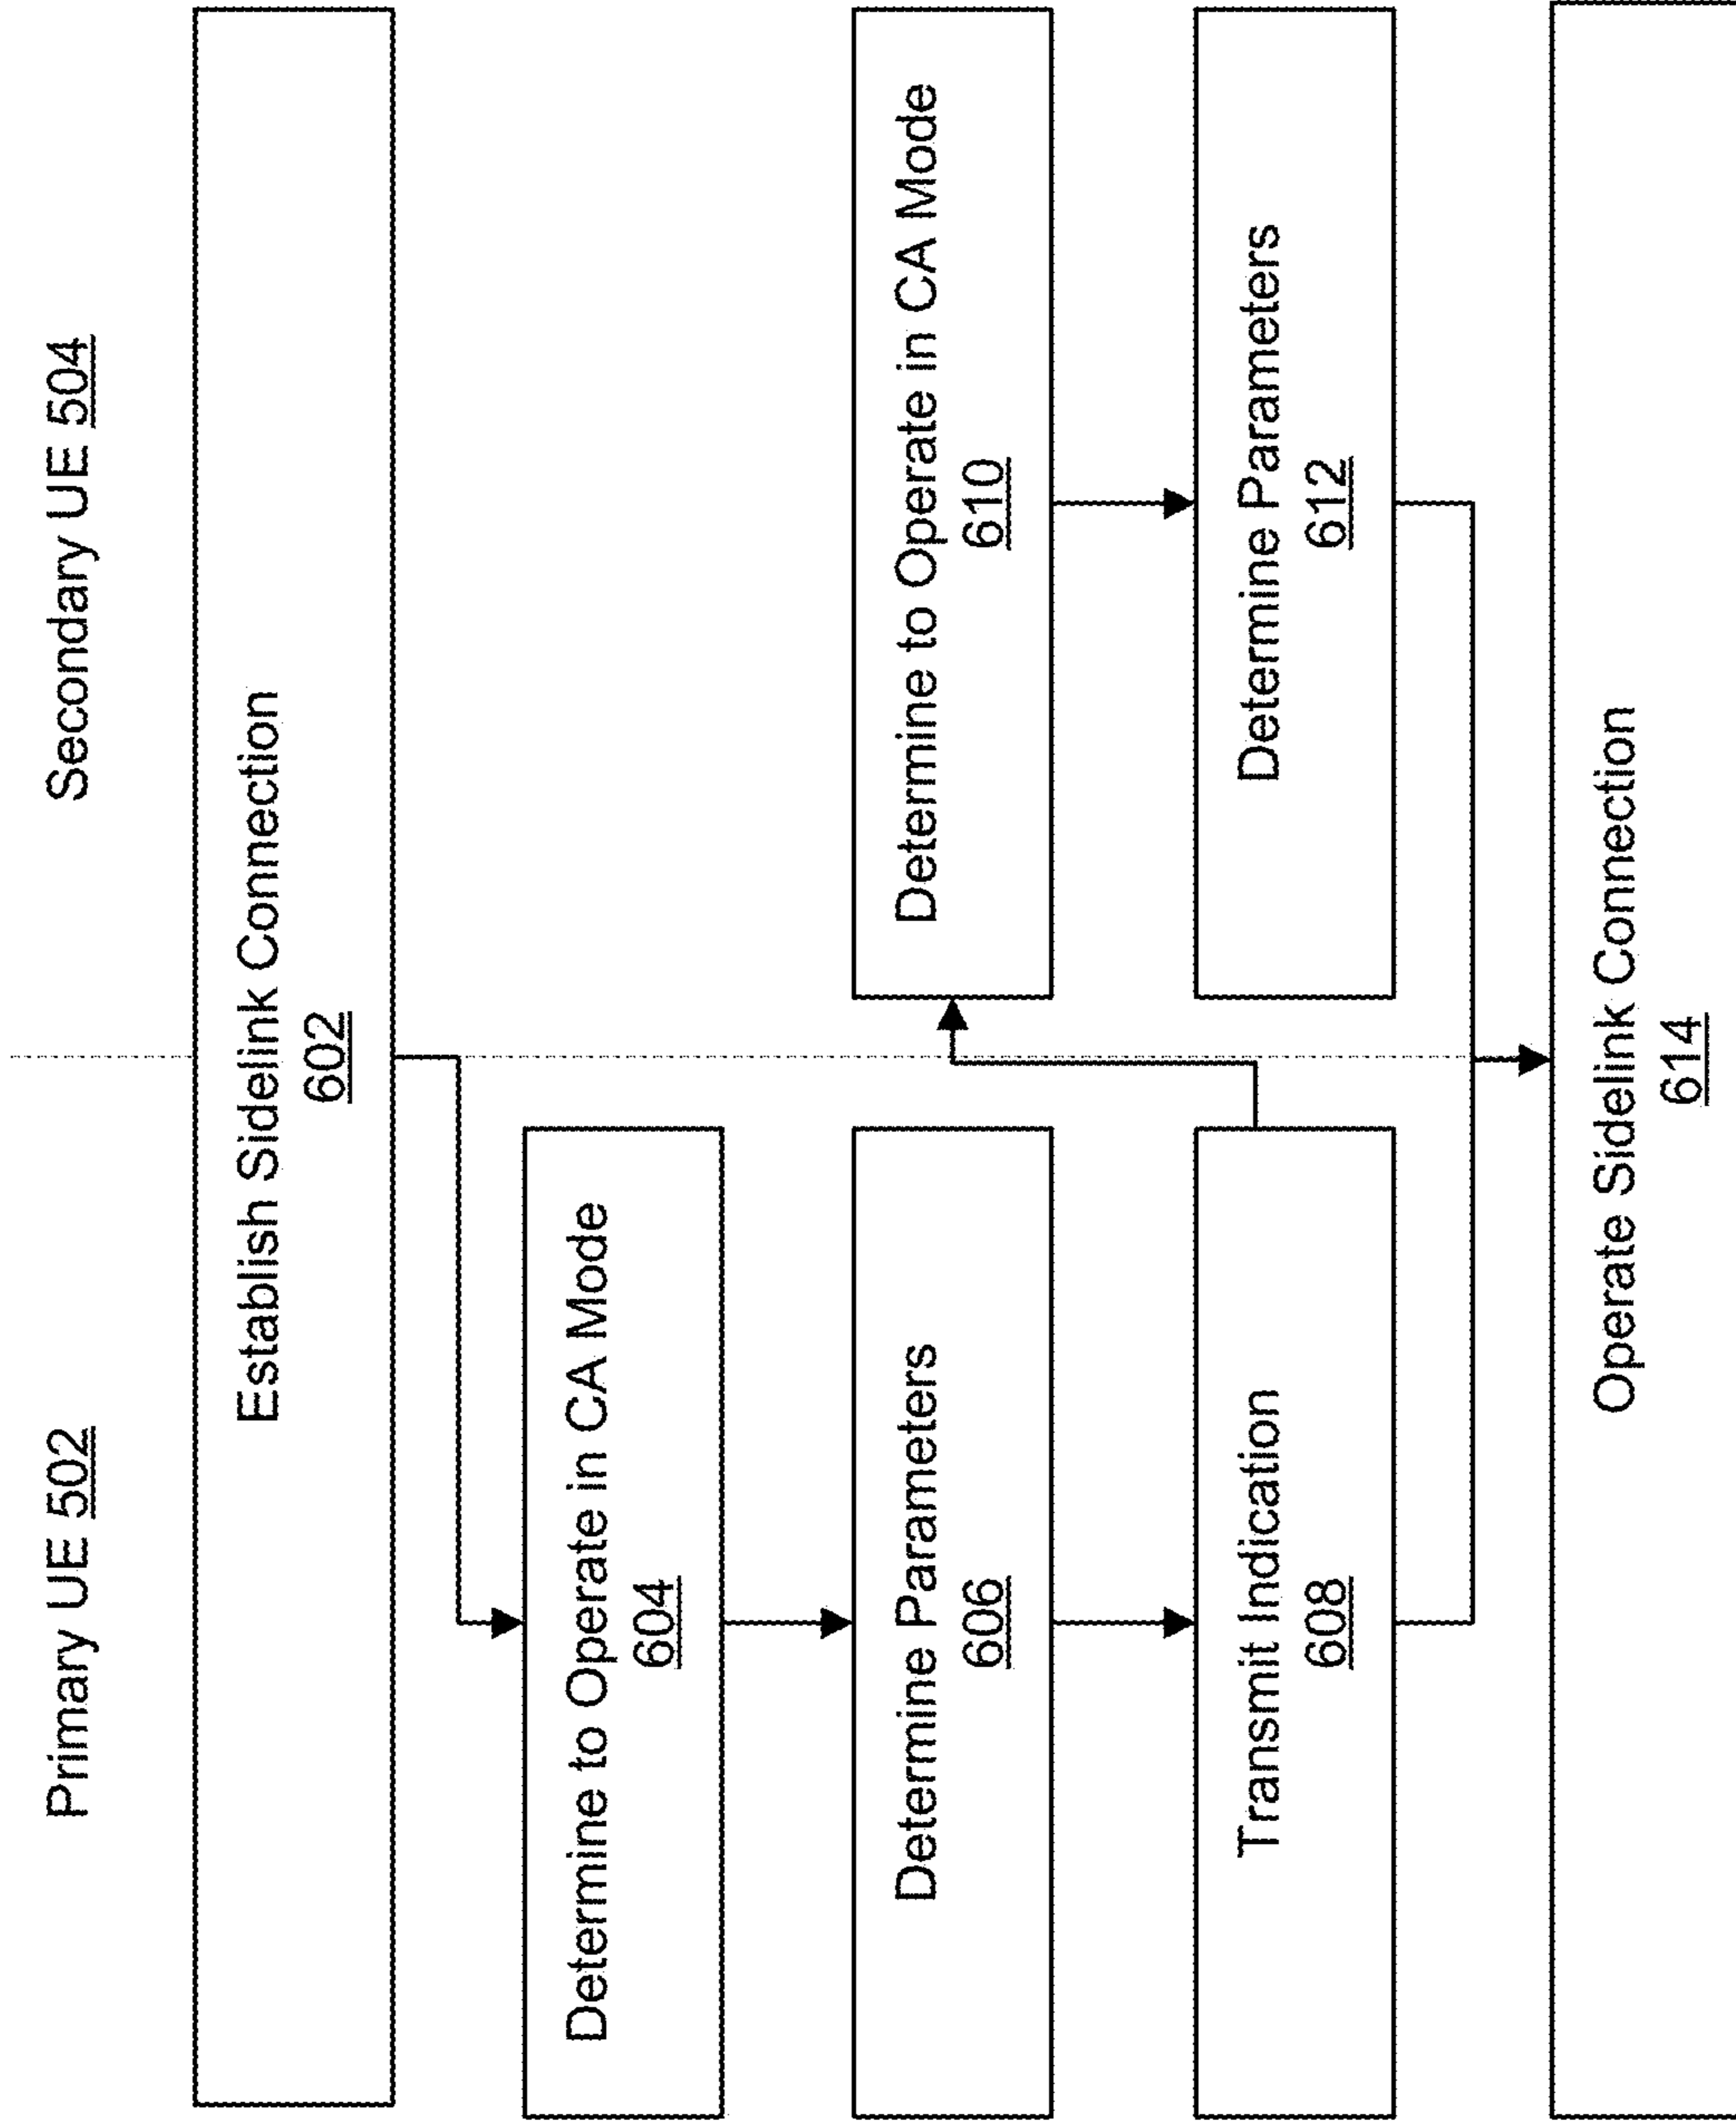 Primary UE 502
Secondary UE 504
Establish Sidelink Connection
602
Determine to Operate in CA Mode
604
Determine Parameters
606
Transmit Indication
608
Determine to Operate in CA Mode
610
Determine Parameters
612
Operate Sidelink Connection
614